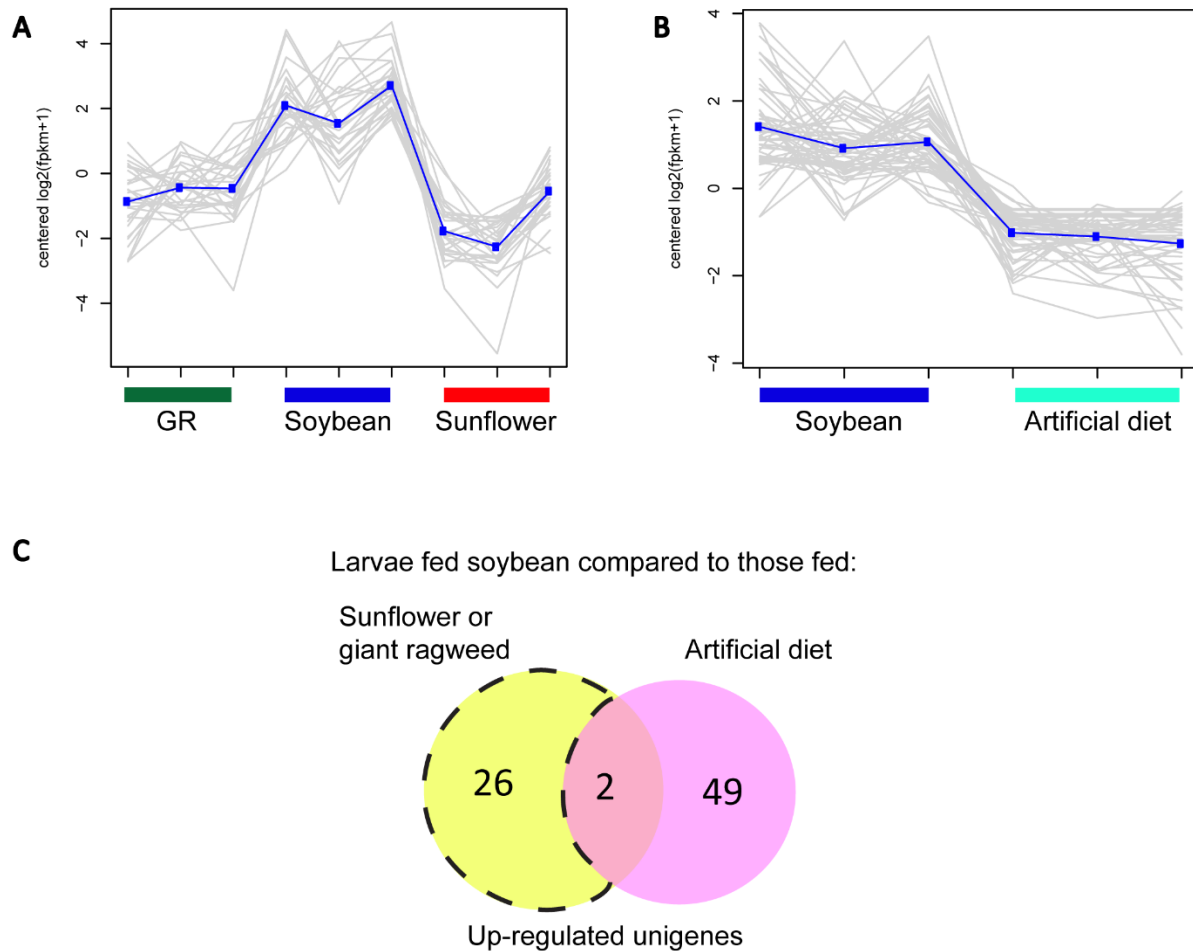 A
centered log2(fpkm+1)
4
2
0
−2
−4
GR
Soybean
Sunflower
B
centered log2(fpkm+1)
4
2
0
−2
−4
Soybean
Artificial diet
C
Larvae fed soybean compared to those fed:
Sunflower or
giant ragweed
Artificial diet
26
2
49
Up-regulated unigenes